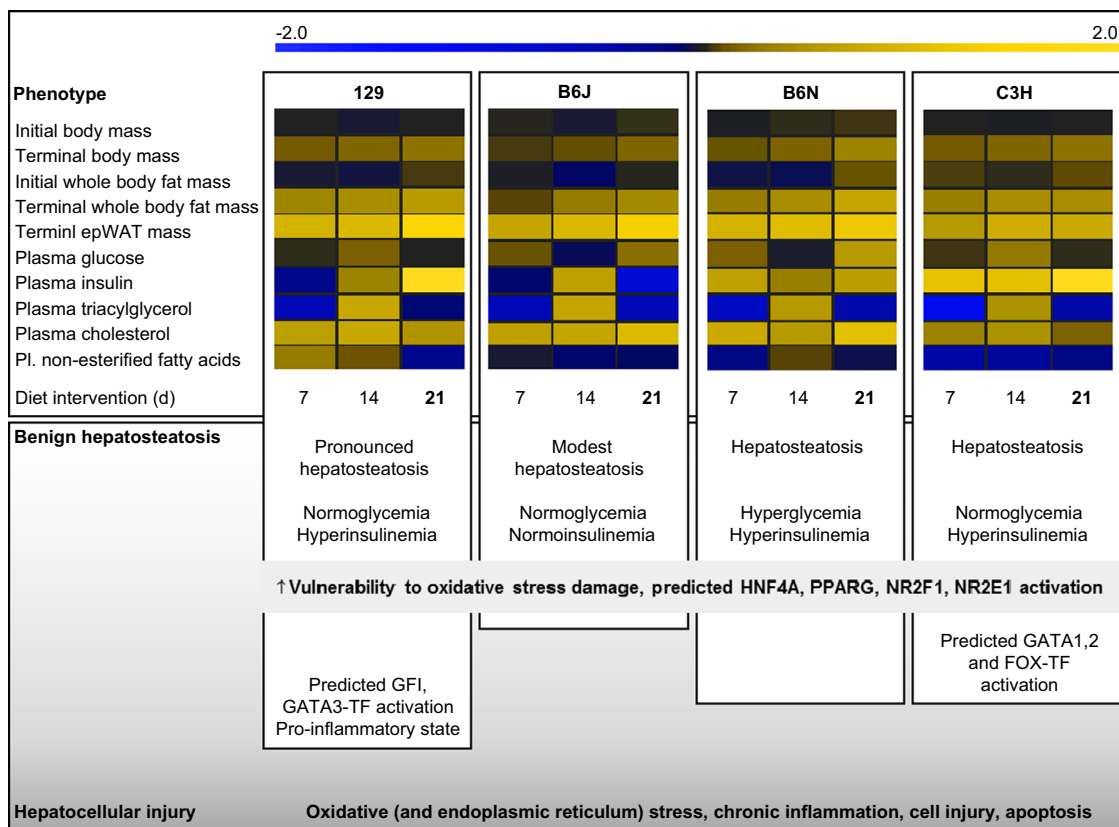 -2.0 2.0
Phenotype 129 B6J B6N C3H
Initial body mass
Terminal body mass
Initial whole body fat mass
Terminal whole body fat mass
Terminl epWAT mass
Plasma glucose
Plasma insulin
Plasma triacylglycerol
Plasma cholesterol
Pl. non-esterified fatty acids
Diet intervention (d) 7 14 21 7 14 21 7 14 21 7 14 21
Benign hepatosteatosis
Pronounced
hepatosteatosis
Normoglycemia
Hyperinsulinemia
Modest
hepatosteatosis
Normoglycemia
Normoinsulinemia
Hepatosteatosis
Hyperglycemia
Hyperinsulinemia
Hepatosteatosis
Normoglycemia
Hyperinsulinemia
↑Vulnerability to oxidative stress damage, predicted HNF4A, PPARG, NR2F1, NR2E1 activation
Predicted GFI,
GATA3-TF activation
Pro-inflammatory state
Predicted GATA1,2
and FOX-TF
activation
Hepatocellular injury Oxidative (and endoplasmic reticulum) stress, chronic inflammation, cell injury, apoptosis